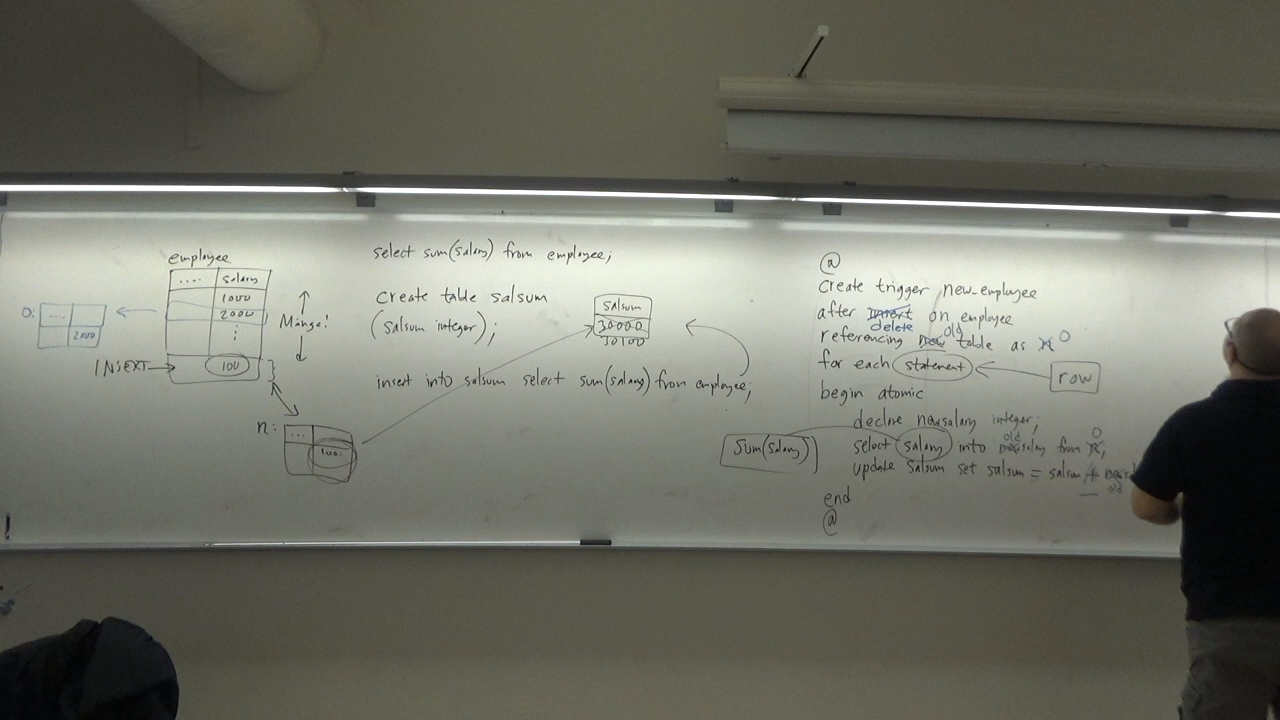 employee
.... salary
1000
2000
⋮
INSERT → 100
Mange!
O:
....
2000
n:
...
100
select sum(salary) from employee;
Create table salsum
(salsum integer);
insert into salsum select sum(salary) from employee;
salsum
30000
30100
@
Create trigger new_employee
after insert on employee
delete
old
referencing new table as N O
for each statement ← row
begin atomic
declare newsalary integer;
old O
sum(salary)
select salary into newsalary from N;
update salsum set salsum = salsum +
— old
end
@